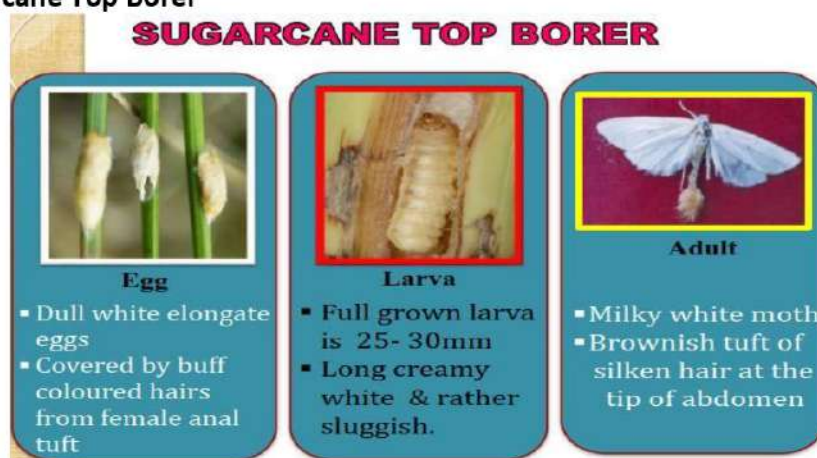 cane Top Borer
SUGARCANE TOP BORER
Egg
▪ Dull white elongate
eggs
▪ Covered by buff
coloured hairs
from female anal
tuft
Larva
▪ Full grown larva
is 25- 30mm
▪ Long creamy
white & rather
sluggish.
Adult
▪ Milky white moth
▪ Brownish tuft of
silken hair at the
tip of abdomen